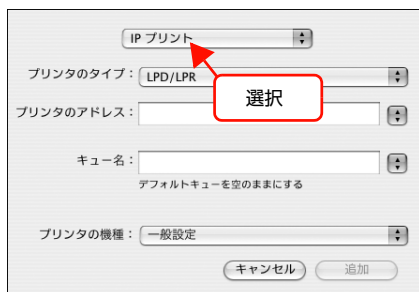 IP プリント
プリンタのタイプ： LPD/LPR
選択
プリンタのアドレス：
キュー名：
デフォルトキューを空のままにする
プリンタの機種： 一般設定
キャンセル 追加